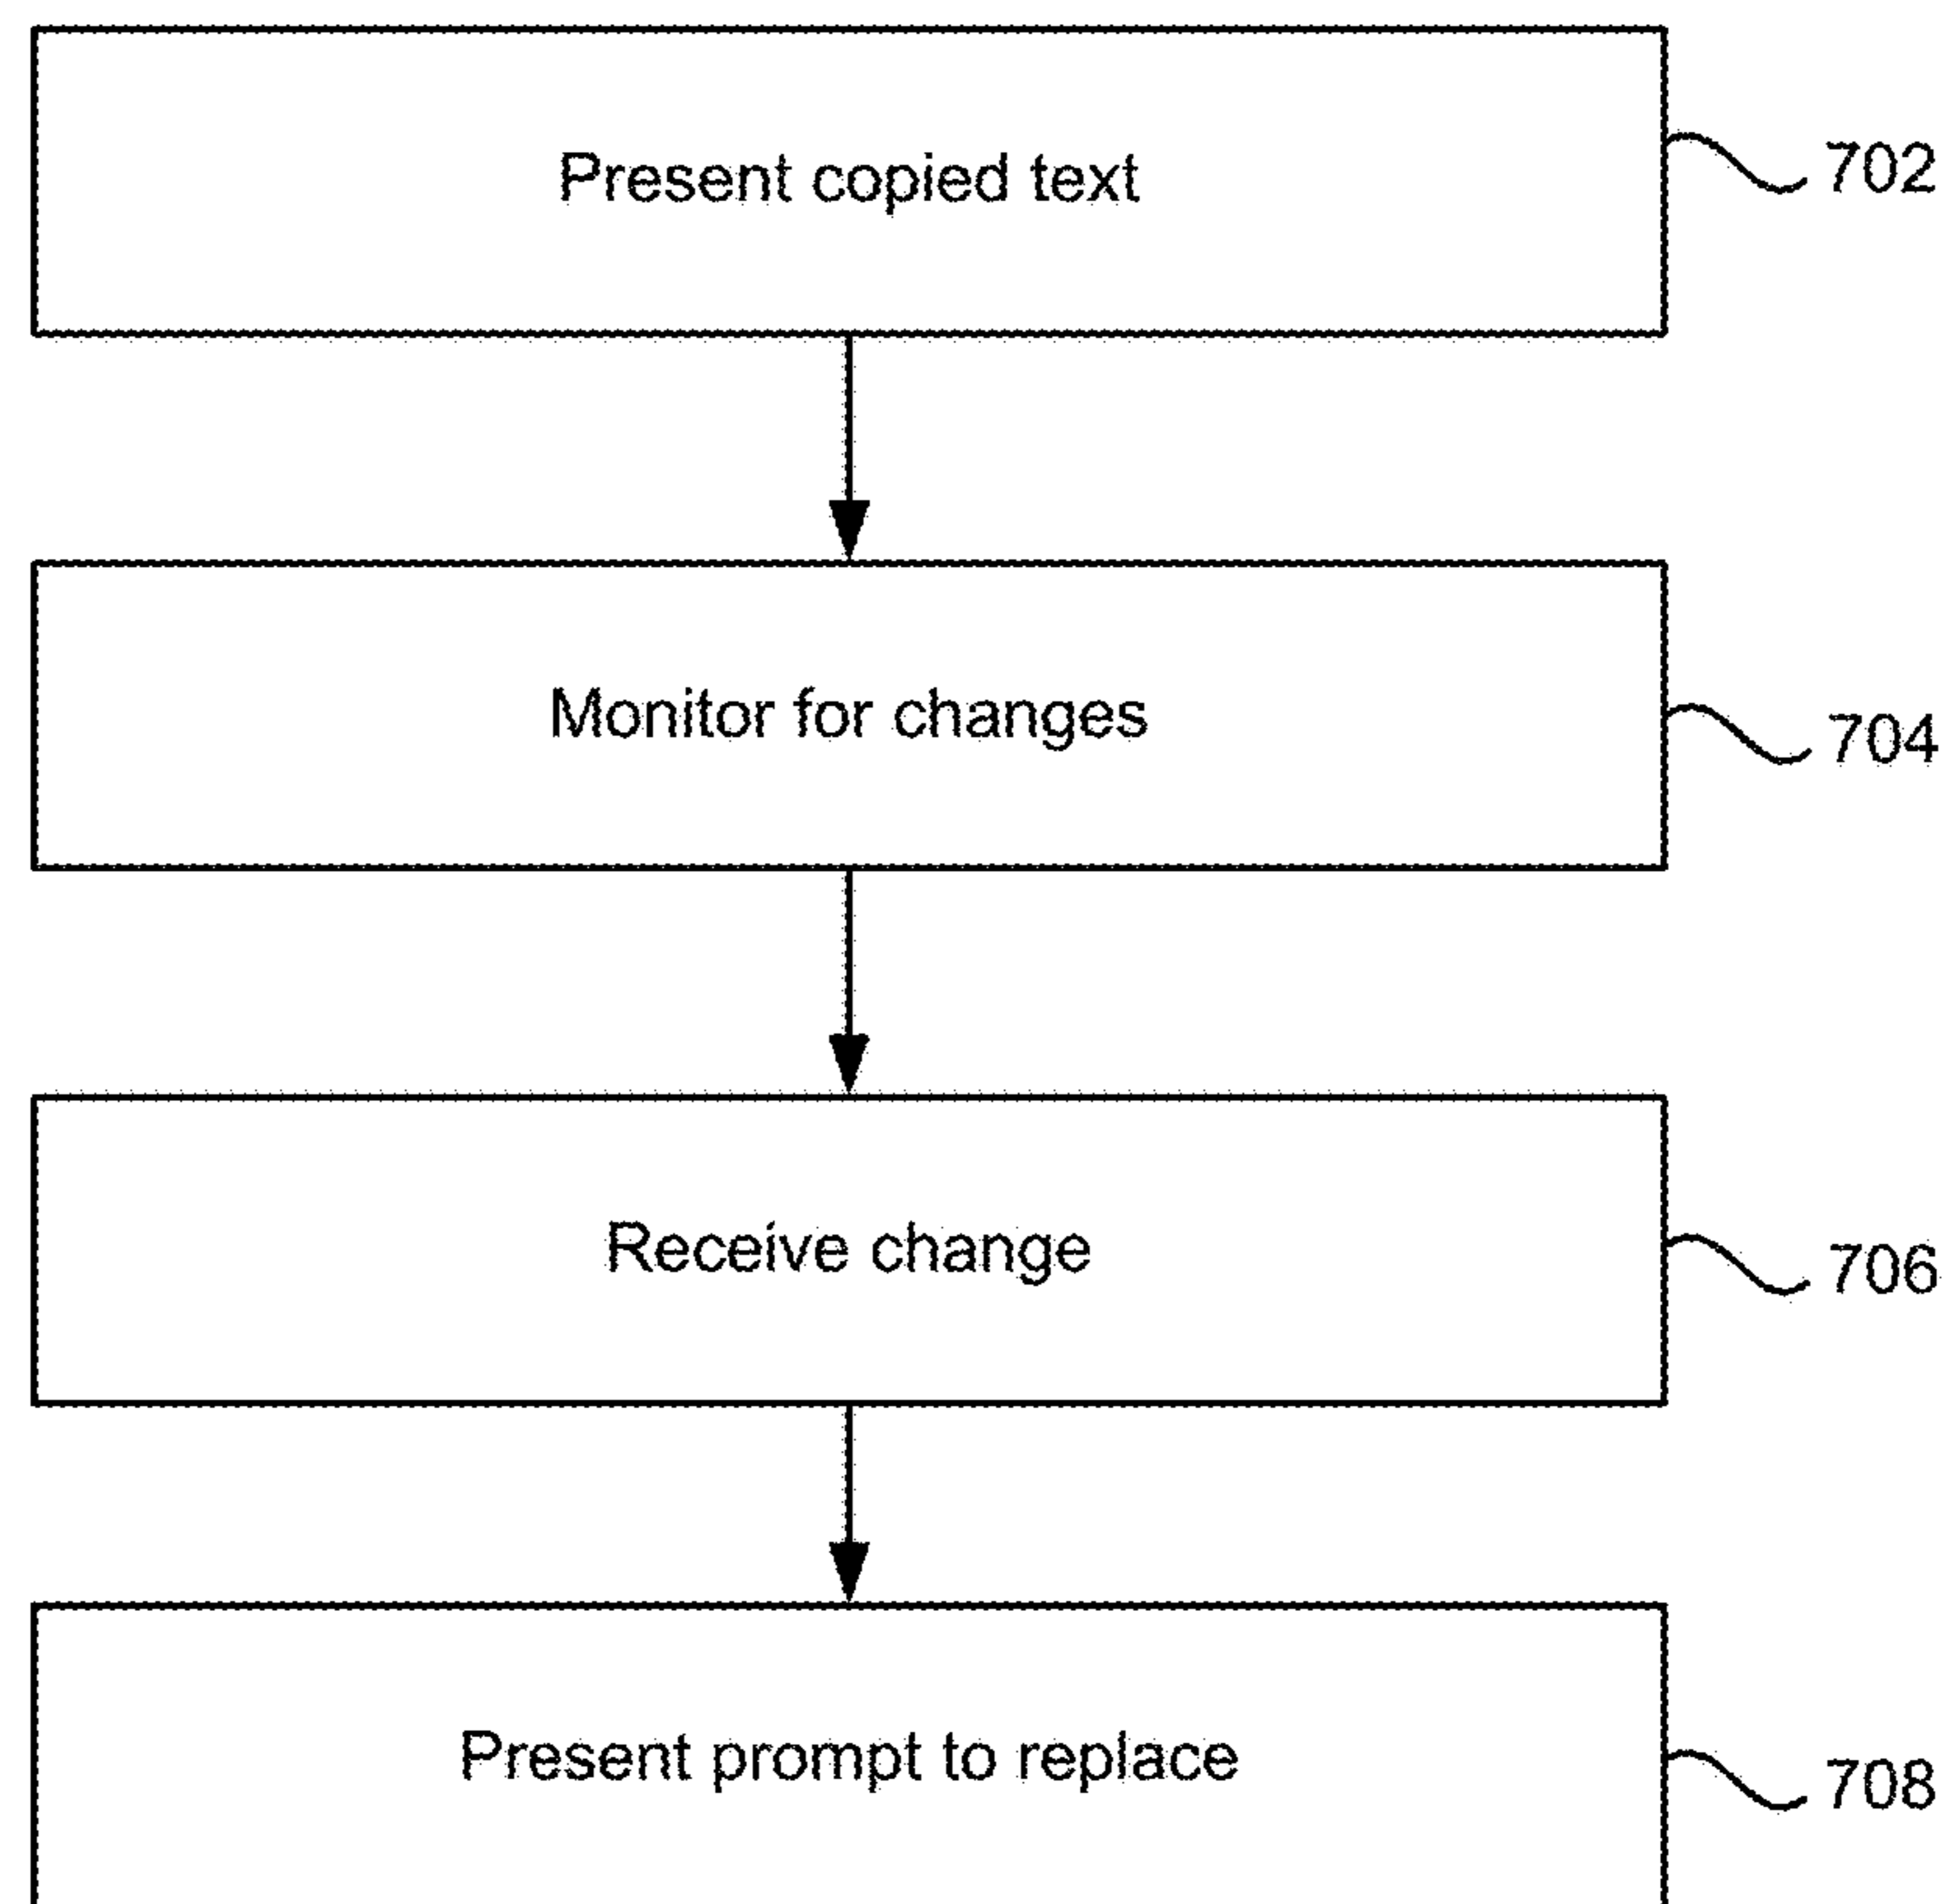 Present copied text
702
Monitor for changes
704
Receive change
706
Present prompt to replace
708